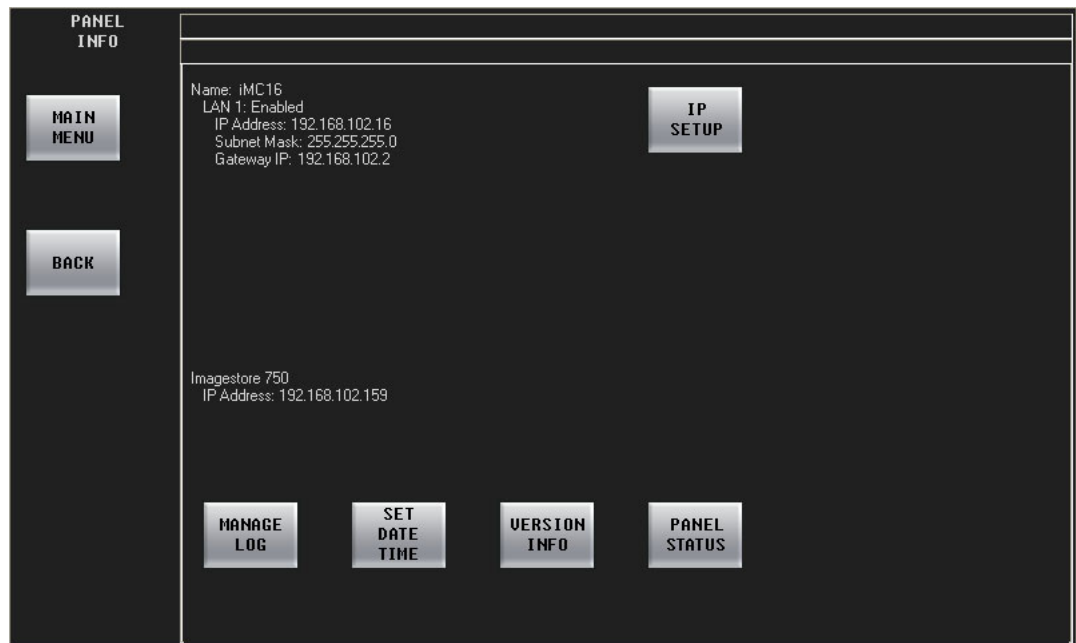 PANEL
INFO
MAIN
MENU
BACK
Name: iMC16
LAN 1: Enabled
IP Address: 192.168.102.16
Subnet Mask: 255.255.255.0
Gateway IP: 192.168.102.2
IP
SETUP
Imagestore 750
IP Address: 192.168.102.159
MANAGE
LOG
SET
DATE
TIME
VERSION
INFO
PANEL
STATUS